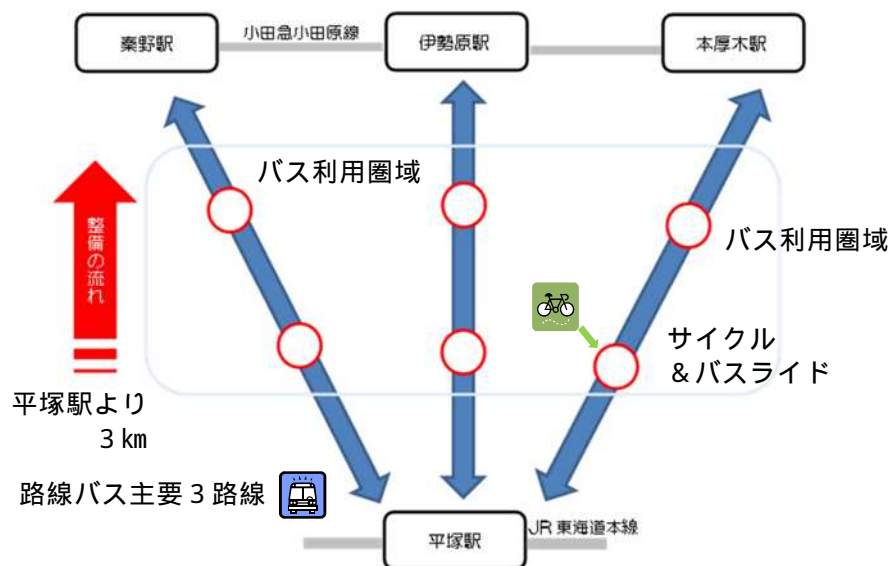 秦野駅
小田急小田原線
伊勢原駅
本厚木駅
バス利用圏域
整備の流れ
バス利用圏域
サイクル
＆バスライド
平塚駅より
３㎞
路線バス主要３路線
平塚駅
JR東海道本線